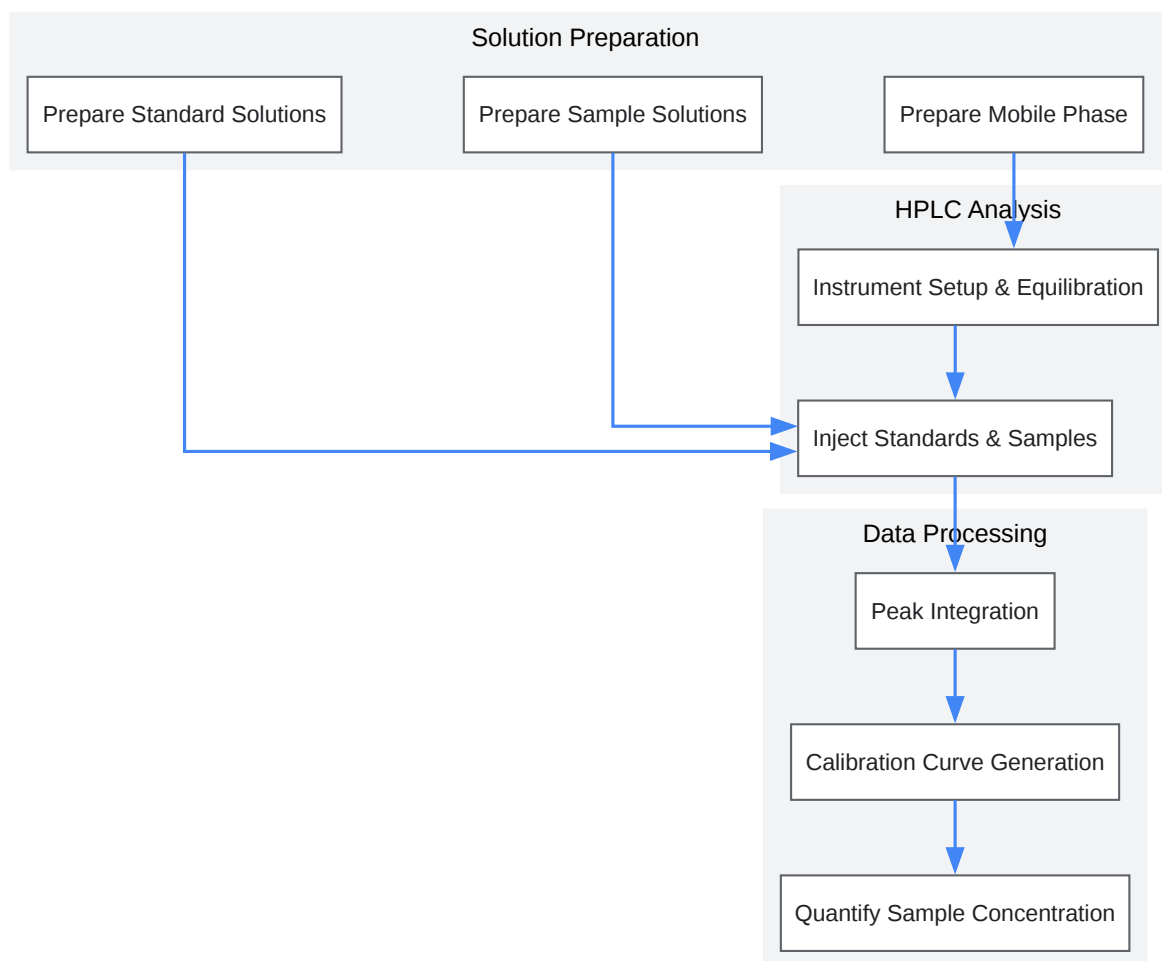 Solution Preparation
Prepare Standard Solutions
Prepare Sample Solutions
Prepare Mobile Phase
HPLC Analysis
Instrument Setup & Equilibration
Inject Standards & Samples
Data Processing
Peak Integration
Calibration Curve Generation
Quantify Sample Concentration